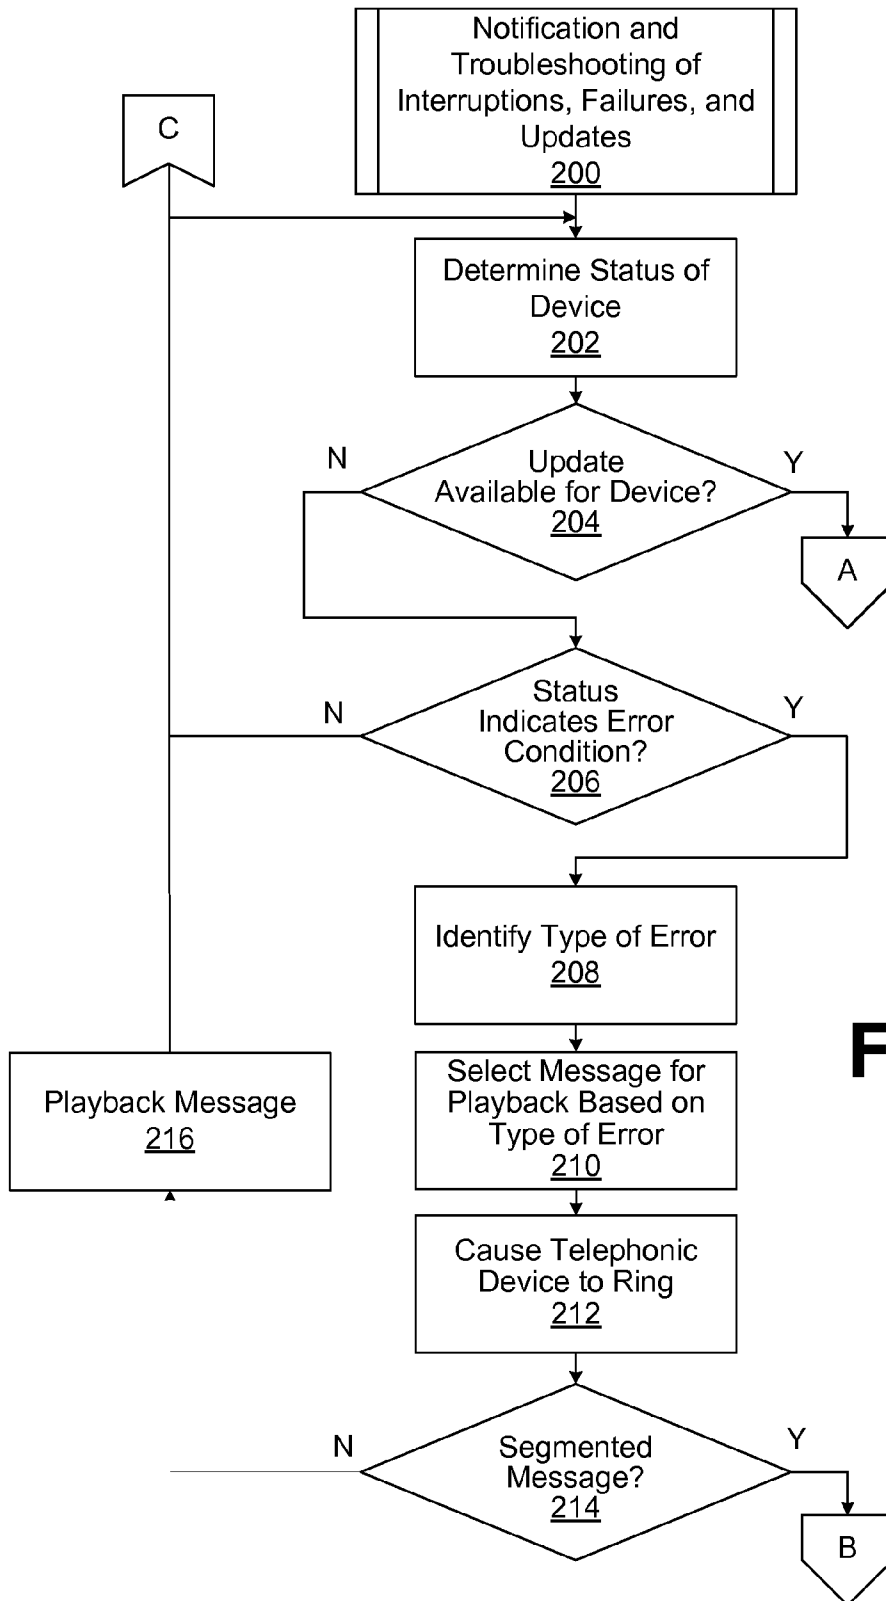 Notification and
Troubleshooting of
Interruptions, Failures, and
Updates
200
C
Determine Status of
Device
202
N
Update
Available for Device?
204
Y
A
N
Status
Indicates Error
Condition?
206
Y
Identify Type of Error
208
F
Playback Message
216
Select Message for
Playback Based on
Type of Error
210
Cause Telephonic
Device to Ring
212
N
Segmented
Message?
214
Y
B